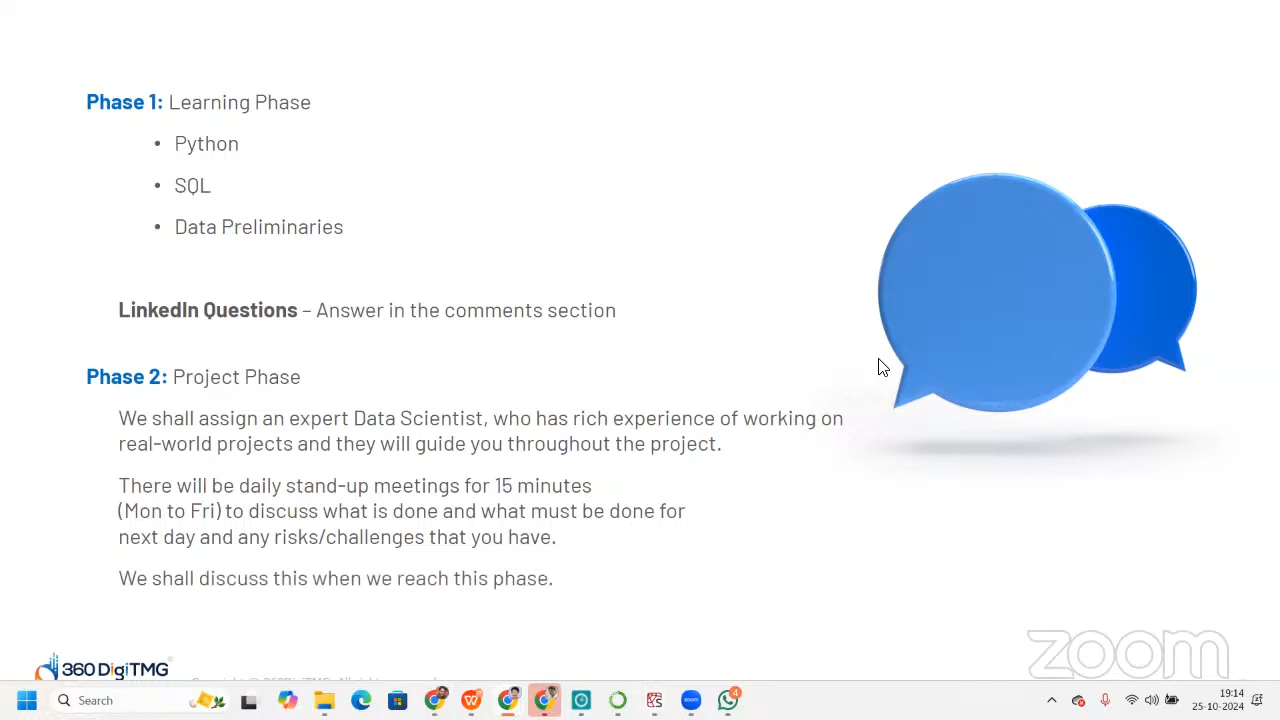 Phase 1: Learning Phase
• Python
• SQL
• Data Preliminaries
LinkedIn Questions – Answer in the comments section
Phase 2: Project Phase
We shall assign an expert Data Scientist, who has rich experience of working on
real-world projects and they will guide you throughout the project.
There will be daily stand-up meetings for 15 minutes
(Mon to Fri) to discuss what is done and what must be done for
next day and any risks/challenges that you have.
We shall discuss this when we reach this phase.
zoom
360DigiTMG
Search
zoom
4
19:14
25-10-2024